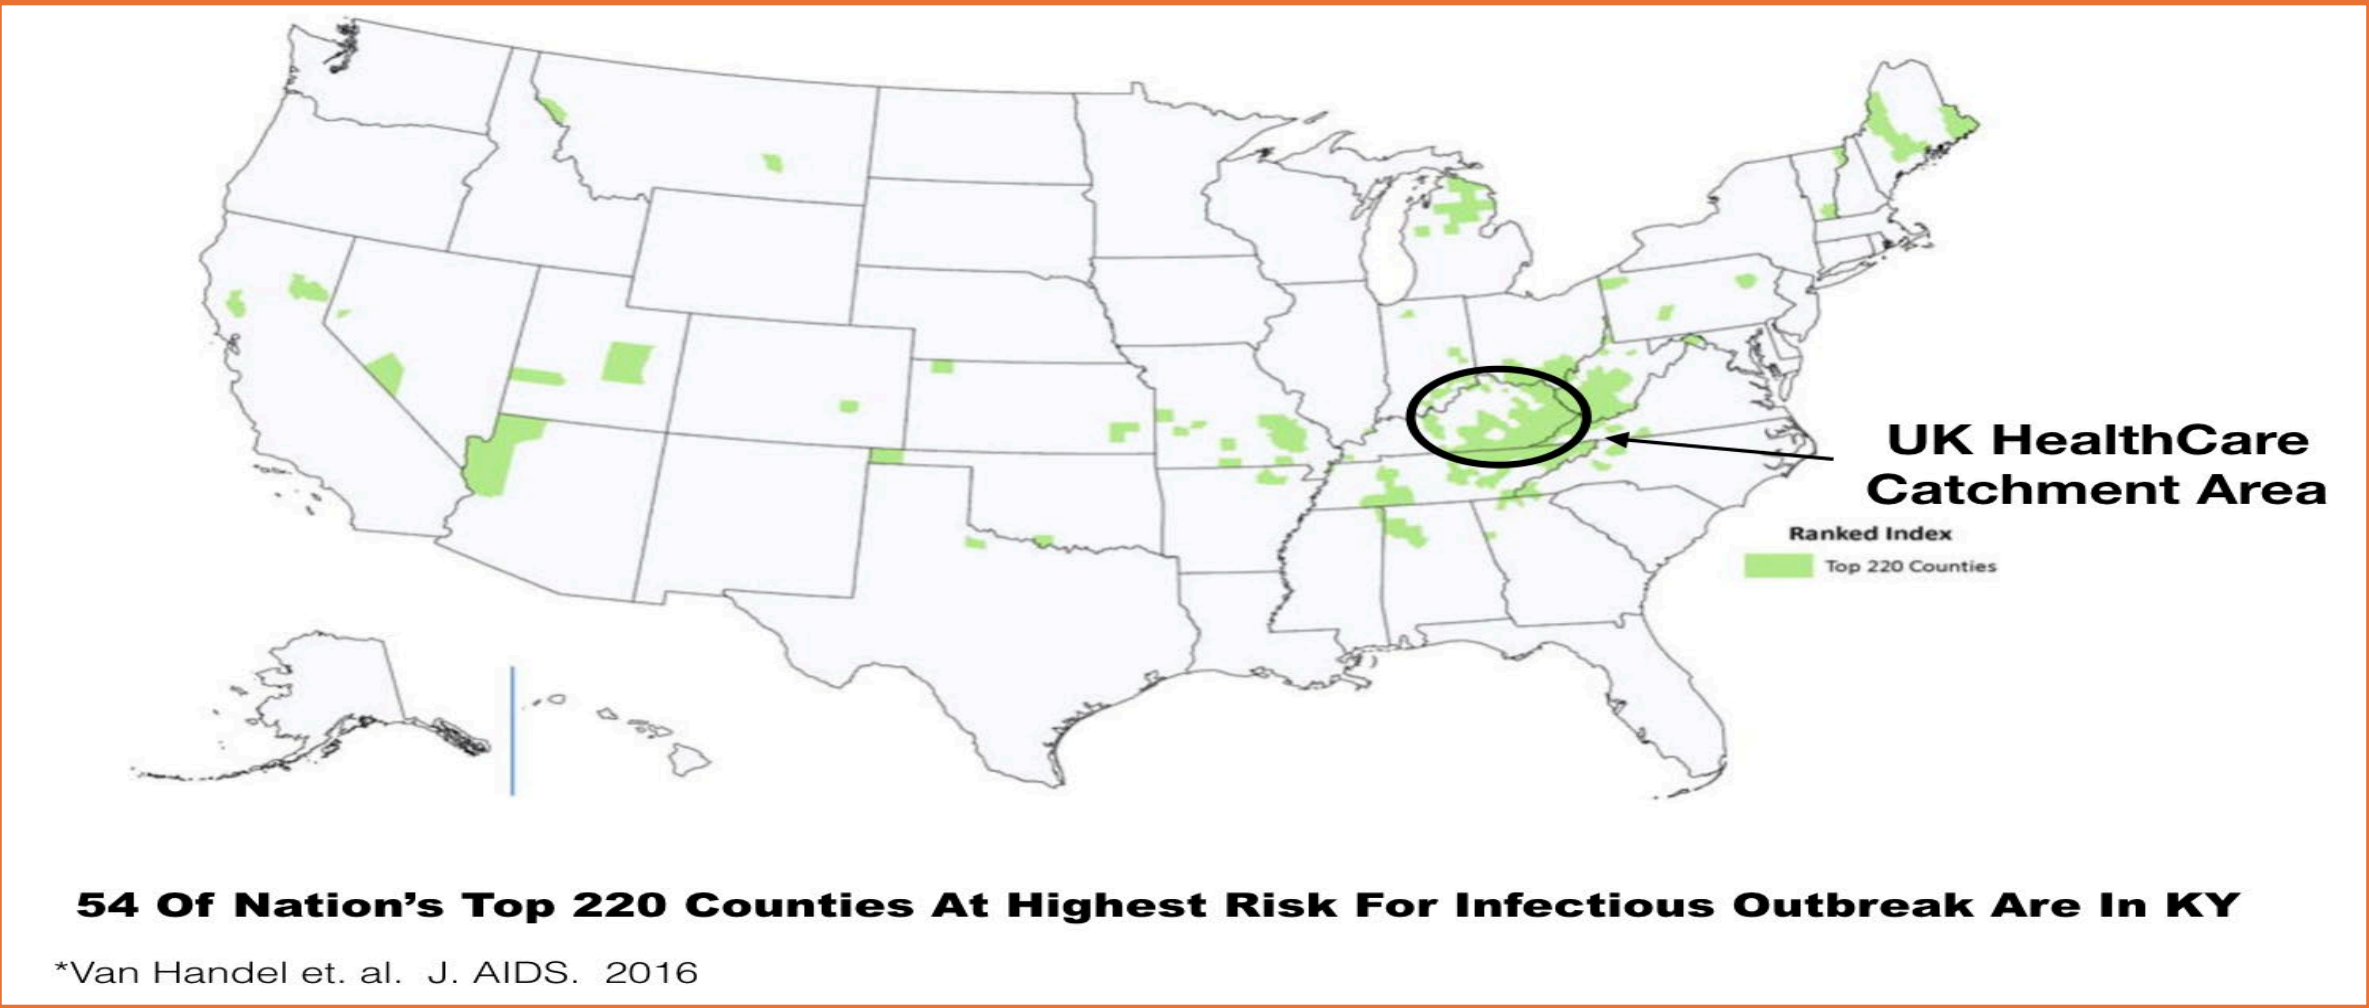 UK HealthCare
Catchment Area
Ranked Index
Top 220 Counties
54 Of Nation’s Top 220 Counties At Highest Risk For Infectious Outbreak Are In KY
*Van Handel et. al.  J. AIDS.  2016